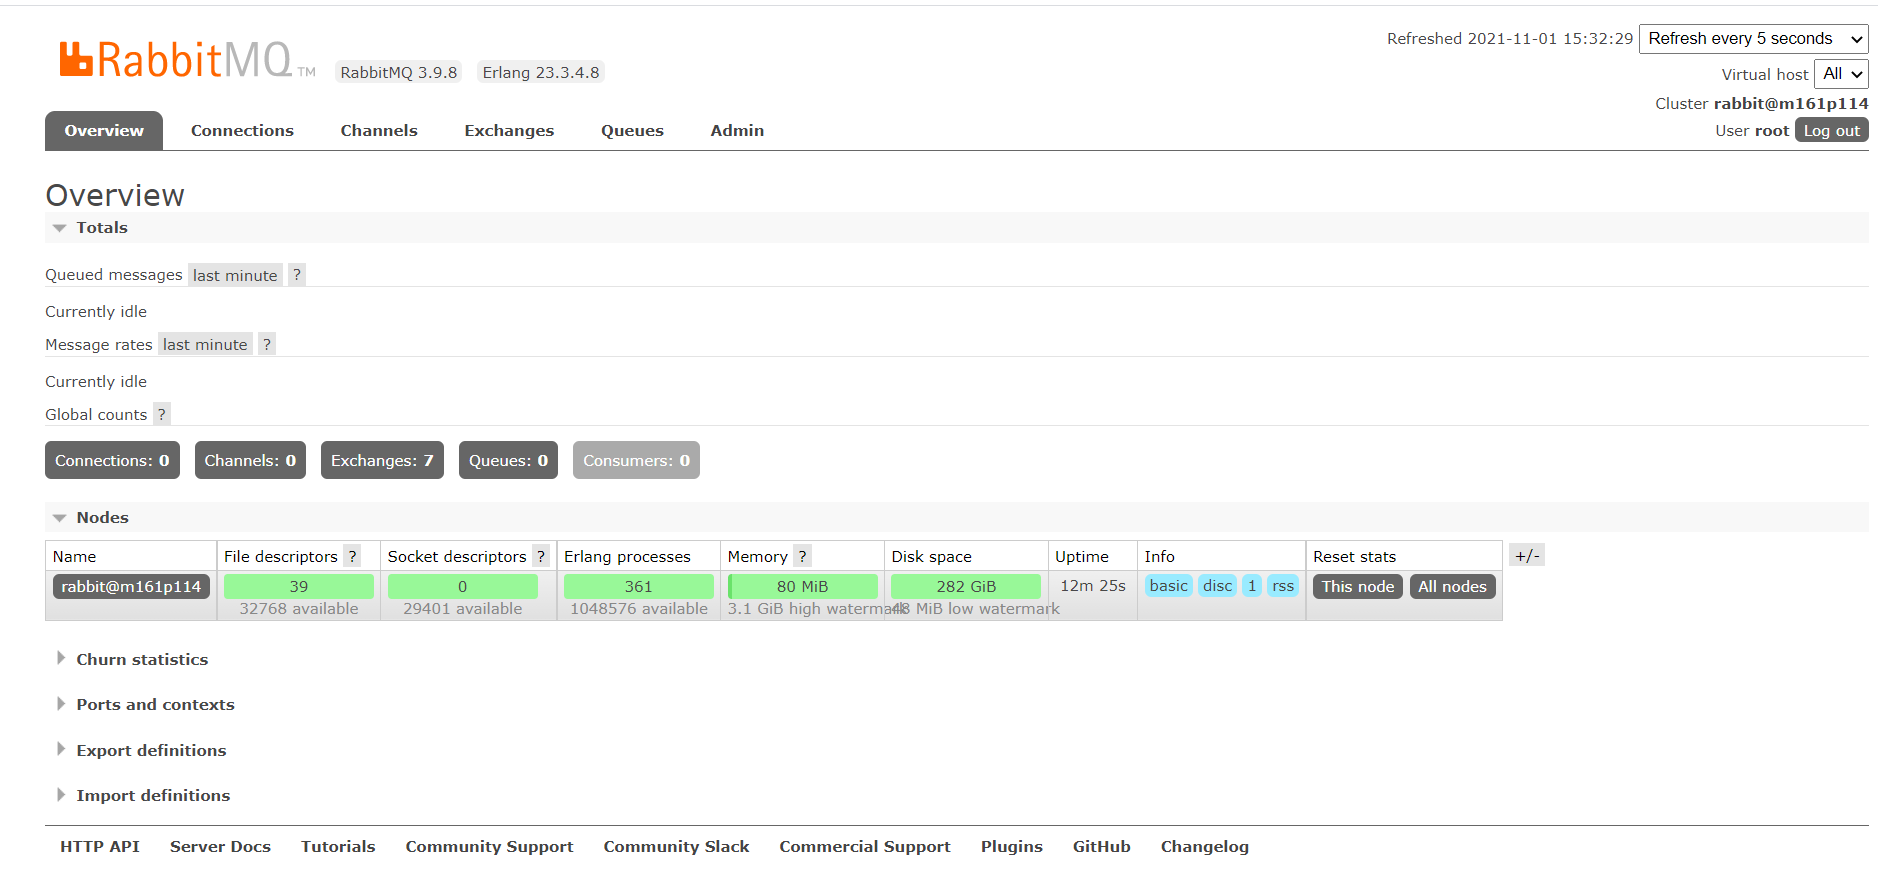 Refreshed 2021-11-01 15:32:29 Refresh every 5 seconds
RabbitMQ TM RabbitMQ 3.9.8 Erlang 23.3.4.8
Virtual host All
Cluster rabbit@m161p114
User root Log out
Overview Connections Channels Exchanges Queues Admin
Overview
Totals
Queued messages last minute ?
Currently idle
Message rates last minute ?
Currently idle
Global counts ?
Connections: 0 Channels: 0 Exchanges: 7 Queues: 0 Consumers: 0
Nodes
Name File descriptors ? Socket descriptors ? Erlang processes Memory ? Disk space Uptime Info Reset stats +/-
rabbit@m161p114 39 0 361 80 MiB 282 GiB 12m 25s basic disc 1 rss This node All nodes
32768 available 29401 available 1048576 available 3.1 GiB high watermark 48 MiB low watermark
Churn statistics
Ports and contexts
Export definitions
Import definitions
HTTP API Server Docs Tutorials Community Support Community Slack Commercial Support Plugins GitHub Changelog